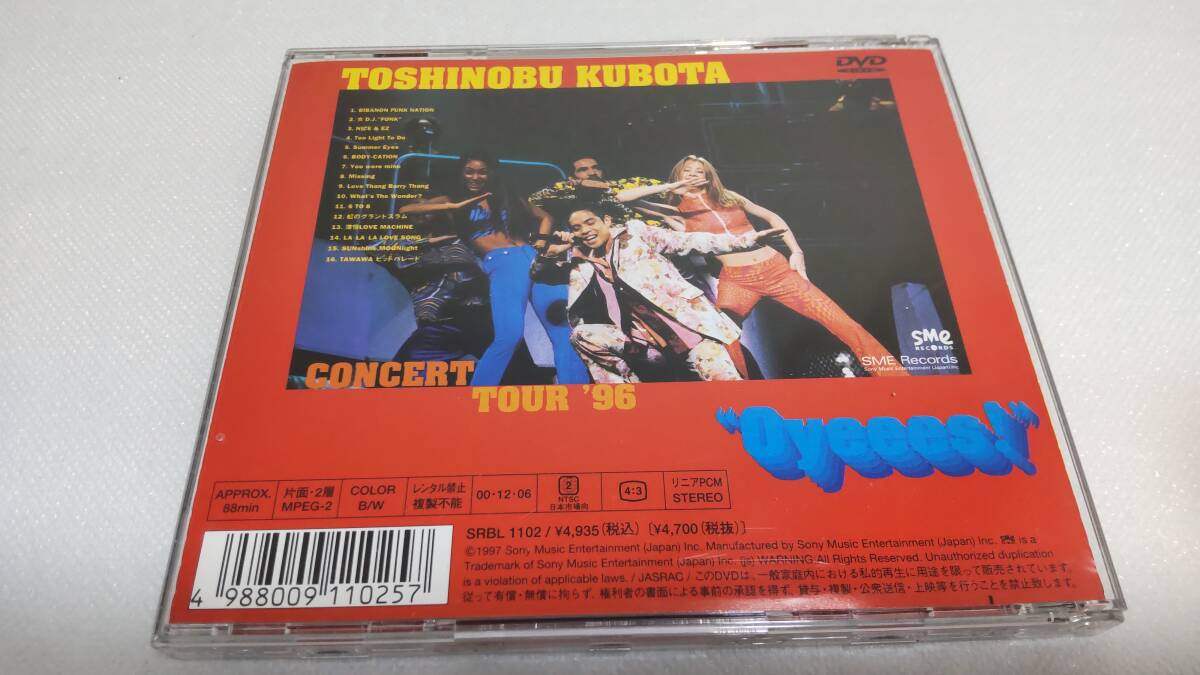 DVD
VIDEO
TOSHINOBU KUBOTA
1. BIBANON FUNK NATION
2. D.J. "FUNK"
3. NICE & EZ
4. Too Light To Do
5. Summer Eyes
6. BODY-CATION
7. You were mine
8. Missing
9. Love Thang Berry Thang
10. What's The Wonder?
11. 6 TO 8
12. 虹のグランドスラム
13. LOVE MACHINE
14. LA LA LA LOVE SONG
15. SUNshine, MOONlight
16. TAWAWA ヒットパレード
SMe
RECORDS
SME Records
Sony Music Entertainment (Japan) Inc.
CONCERT
TOUR '96
"Oyeees!"
APPROX.
88min
片面・2層
MPEG-2
COLOR
B/W
レンタル禁止
複製不能
00・12・06
2
NTSC
日本市場向
4:3
リニアPCM
STEREO
SRBL 1102 / ¥4,935(税込) [¥4,700(税抜)]
©1997 Sony Music Entertainment (Japan) Inc. Manufactured by Sony Music Entertainment (Japan) Inc. is a
Trademark of Sony Music Entertainment (Japan) Inc. (js) WARNING:All Rights Reserved. Unauthorized duplication
is a violation of applicable laws. / JASRAC / このDVDは、一般家庭内における私的再生に用途を限って販売されています。
従って有償・無償に拘らず、権利者の書面による事前の承認を得ず、貸与・複製・公衆送信・上映等を行うことを禁止致します。
4 988009 110257